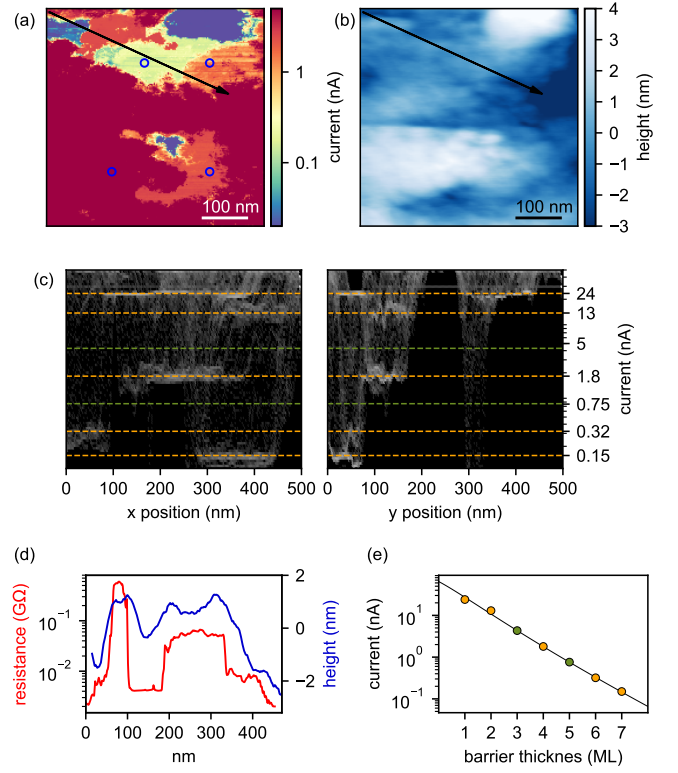 (a)
1
0.1
current (nA)
100 nm
(b)
4
3
2
1
0
−1
−2
−3
height (nm)
100 nm
(c)
0
100
200
300
400
500
x position (nm)
0
100
200
300
400
500
y position (nm)
24
13
5
1.8
0.75
0.32
0.15
current (nA)
(d)
resistance (GΩ)
10⁻¹
10⁻²
0
100
200
300
400
nm
2
0
−2
height (nm)
(e)
current (nA)
10¹
10⁰
10⁻¹
1
2
3
4
5
6
7
barrier thicknes (ML)